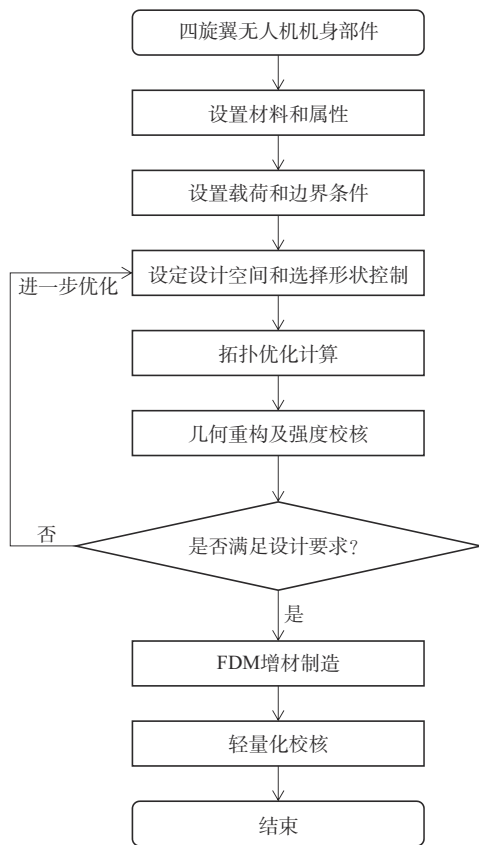 四旋翼无人机机身部件
设置材料和属性
设置载荷和边界条件
设定设计空间和选择形状控制
进一步优化
拓扑优化计算
几何重构及强度校核
否
是否满足设计要求?
是
FDM增材制造
轻量化校核
结束